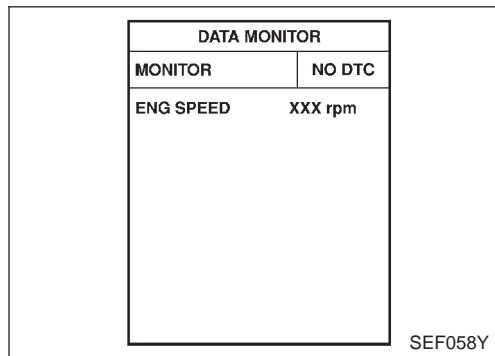 DATA MONITOR
MONITOR NO DTC
ENG SPEED XXX rpm
SEF058Y